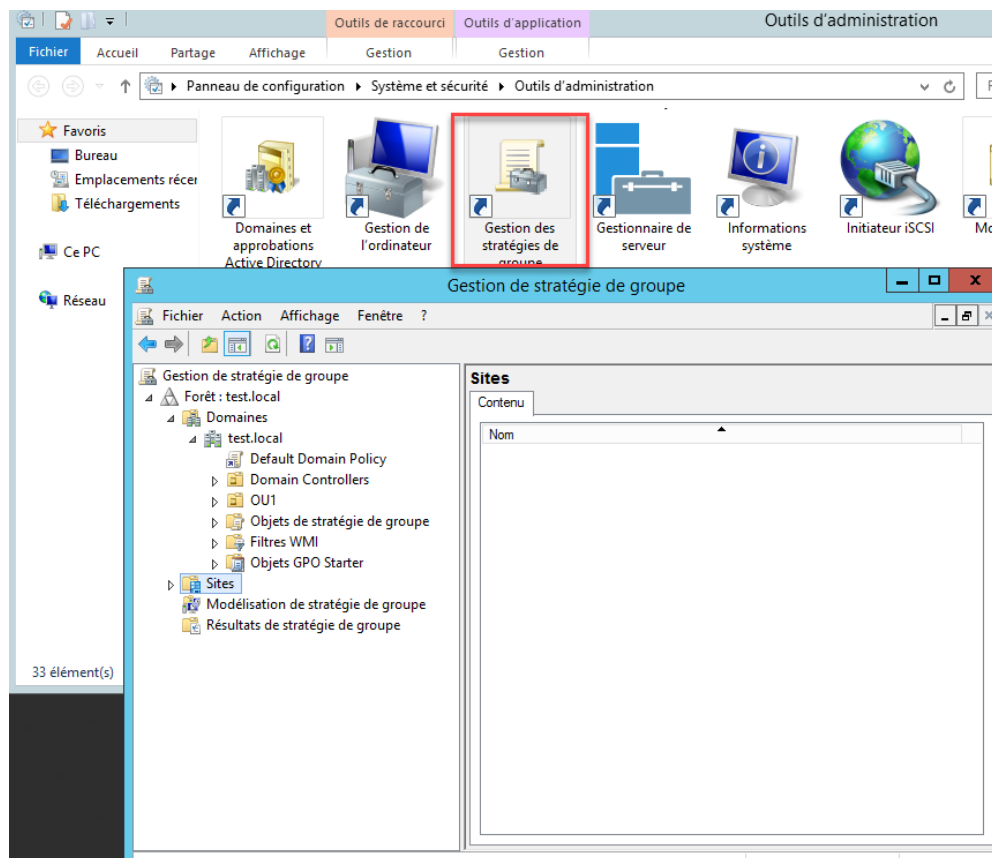 Outils de raccourci Outils d'application Outils d'administration
Fichier Accueil Partage Affichage Gestion Gestion
Panneau de configuration Système et sécurité Outils d'administration
Favoris
Bureau
Emplacements récer
Téléchargements
Ce PC
Réseau
33 élément(s)
Domaines et
approbations
Active Directory
Gestion de
l'ordinateur
Gestion des
stratégies de
groupe
Gestionnaire de
serveur
Informations
système
Initiateur iSCSI
Gestion de stratégie de groupe
Fichier Action Affichage Fenêtre ?
Gestion de stratégie de groupe
Forêt : test.local
Domaines
test.local
Default Domain Policy
Domain Controllers
OU1
Objets de stratégie de groupe
Filtres WMI
Objets GPO Starter
Sites
Modélisation de stratégie de groupe
Résultats de stratégie de groupe
Sites
Contenu
Nom